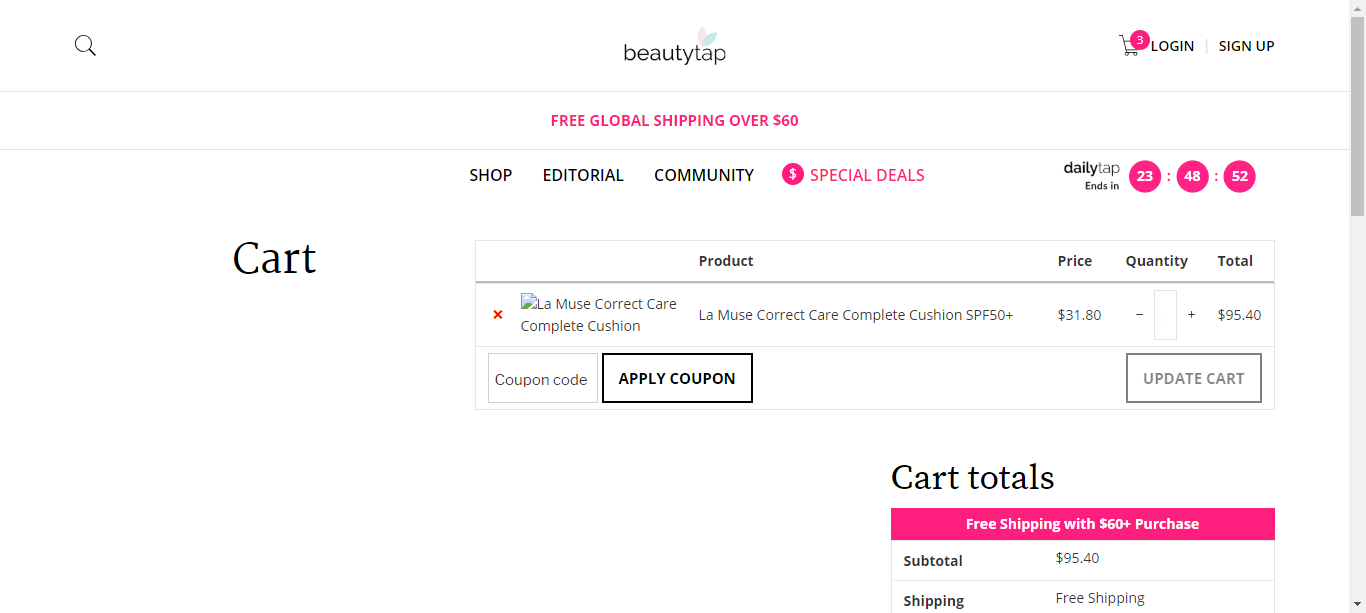 beautytap
3
LOGIN
SIGN UP
FREE GLOBAL SHIPPING OVER $60
SHOP EDITORIAL COMMUNITY $ SPECIAL DEALS
dailytap
Ends in
23 : 48 : 52
Cart
Product Price Quantity Total
× La Muse Correct Care
Complete Cushion
La Muse Correct Care Complete Cushion SPF50+ $31.80 − + $95.40
Coupon code APPLY COUPON UPDATE CART
Cart totals
Free Shipping with $60+ Purchase
Subtotal $95.40
Shipping Free Shipping